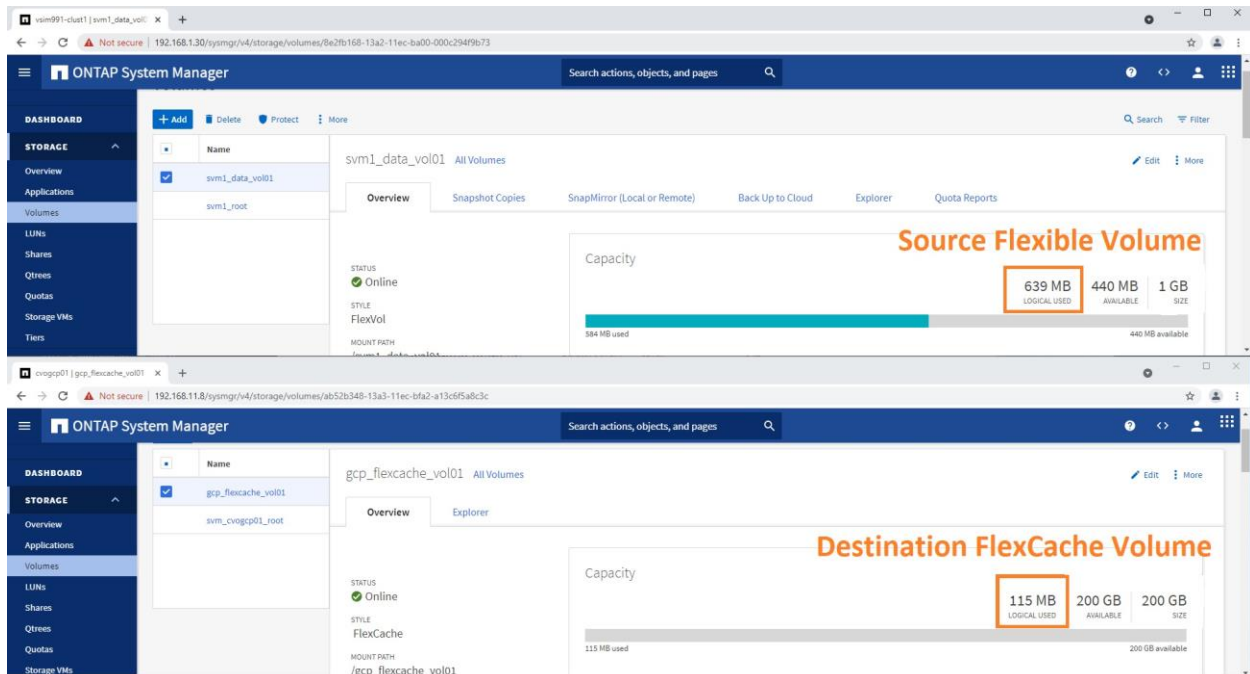 vsim991-clust1 | svm1_data_vol
Not secure | 192.168.1.30/sysmgr/v4/storage/volumes/8e2fb168-13a2-11ec-ba00-000c294f9b73
ONTAP System Manager
Search actions, objects, and pages
DASHBOARD
+ Add Delete Protect More
Search Filter
STORAGE
Name
svm1_data_vol01 All Volumes
Edit More
Overview
svm1_data_vol01
Applications
Overview Snapshot Copies SnapMirror (Local or Remote) Back Up to Cloud Explorer Quota Reports
Volumes
svm1_root
LUNs
Source Flexible Volume
Shares
Capacity
Qtrees
STATUS
Online
639 MB 440 MB 1 GB
LOGICAL USED AVAILABLE SIZE
Quotas
STYLE
FlexVol
Storage VMs
584 MB used
440 MB available
Tiers
MOUNT PATH
/svm1_data_vol01
cvogcp01 | gcp_flexcache_vol01
Not secure | 192.168.11.8/sysmgr/v4/storage/volumes/ab52b348-13a3-11ec-bfa2-a13c6f5a8c3c
ONTAP System Manager
Search actions, objects, and pages
DASHBOARD
Name
gcp_flexcache_vol01 All Volumes
Edit More
STORAGE
gcp_flexcache_vol01
Overview
svm_cvogcp01_root
Overview Explorer
Applications
Destination FlexCache Volume
Volumes
Capacity
LUNs
STATUS
Online
115 MB 200 GB 200 GB
LOGICAL USED AVAILABLE SIZE
Shares
Qtrees
STYLE
FlexCache
Quotas
115 MB used
200 GB available
Storage VMs
MOUNT PATH
/gcp_flexcache_vol01